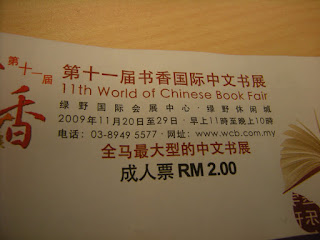 第十一届
香
第十一届书香国际中文书展
11th World of Chinese Book Fair
绿野国际会展中心·绿野休闲城
2009年11月20日至29日·早上11時至晚上10時
电话：03-8949 5577·网址：www.wcb.com.my
全马最大型的中文书展
成人票 RM 2.00